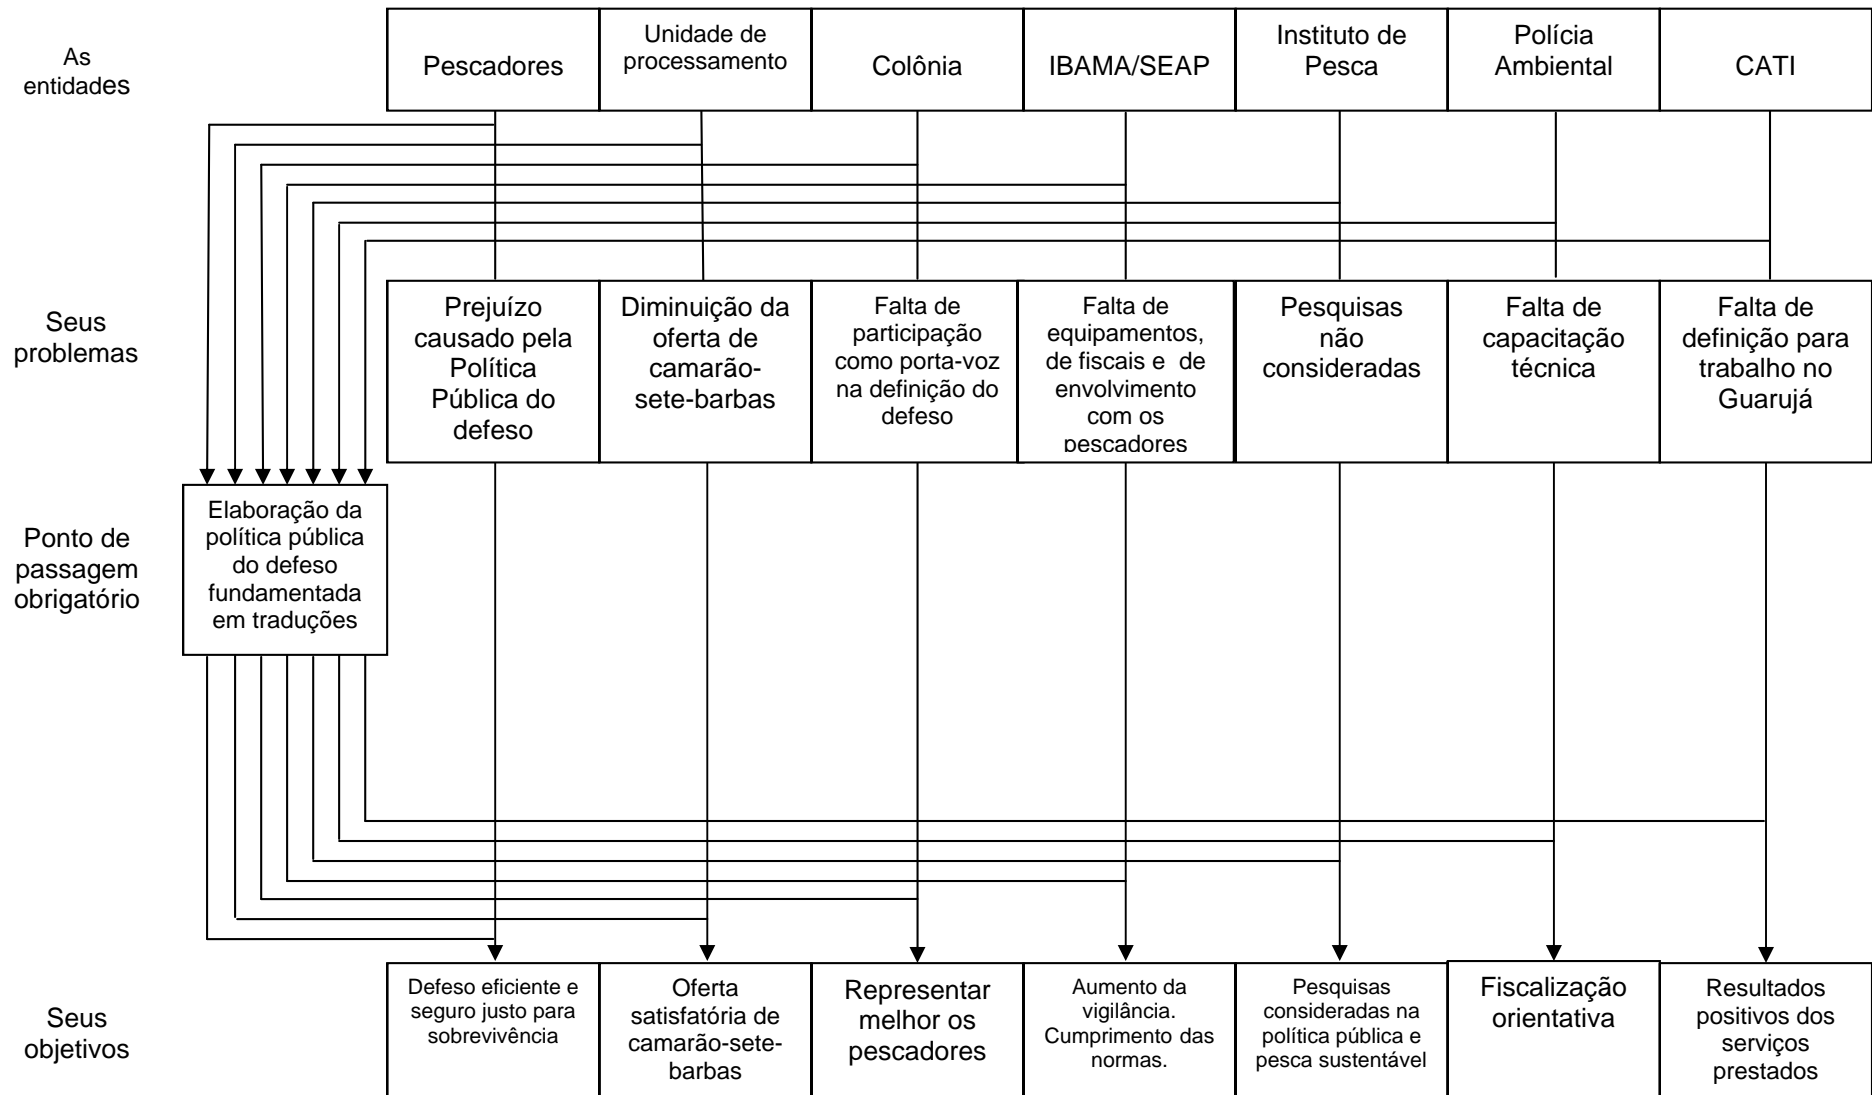 As
entidades
Pescadores
Unidade de
processamento
Colônia
IBAMA/SEAP
Instituto de
Pesca
Polícia
Ambiental
CATI
Seus
problemas
Prejuízo
causado pela
Política
Pública do
defeso
Diminuição da
oferta de
camarão-
sete-barbas
Falta de
participação
como porta-voz
na definição do
defeso
Falta de
equipamentos,
de fiscais e de
envolvimento
com os
pescadores
Pesquisas
não
consideradas
Falta de
capacitação
técnica
Falta de
definição para
trabalho no
Guarujá
Ponto de
passagem
obrigatório
Elaboração da
política pública
do defeso
fundamentada
em traduções
Seus
objetivos
Defeso eficiente e
seguro justo para
sobrevivência
Oferta
satisfatória de
camarão-sete-
barbas
Representar
melhor os
pescadores
Aumento da
vigilância.
Cumprimento das
normas.
Pesquisas
consideradas na
política pública e
pesca sustentável
Fiscalização
orientativa
Resultados
positivos dos
serviços
prestados